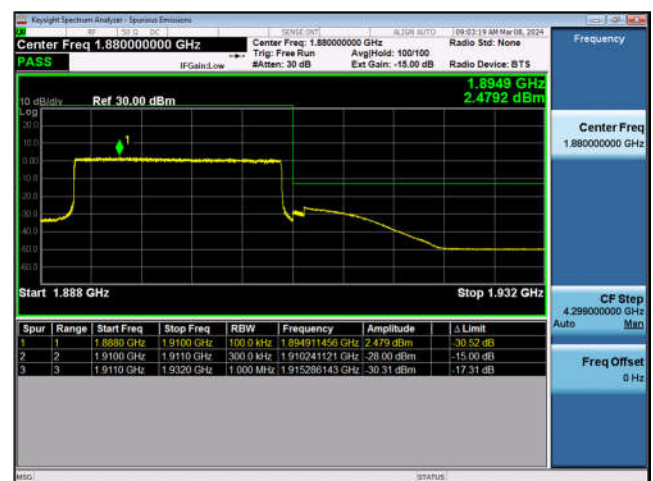 Keysight Spectrum Analyzer - Spurious Emissions
RF 50 Ω DC SENSE:INT ALIGN AUTO 09:03:19 AM Mar 08, 2024
Center Freq 1.880000000 GHz
Center Freq: 1.880000000 GHz
Radio Std: None
Trig: Free Run
Avg|Hold: 100/100
PASS
IFGain:Low
#Atten: 30 dB
Ext Gain: -15.00 dB
Radio Device: BTS
1.8949 GHz
2.4792 dBm
10 dB/div
Ref 30.00 dBm
Log
20.0
10.0
0.00
1
Start 1.888 GHz
Stop 1.932 GHz
Spur Range Start Freq Stop Freq RBW Frequency Amplitude Δ Limit
1 1 1.8880 GHz 1.9100 GHz 100.0 kHz 1.894911456 GHz 2.479 dBm -30.52 dB
2 2 1.9100 GHz 1.9110 GHz 300.0 kHz 1.910241121 GHz -28.00 dBm -15.00 dB
3 3 1.9110 GHz 1.9320 GHz 1.000 MHz 1.915286143 GHz -30.31 dBm -17.31 dB
MSG
STATUS
Frequency
Center Freq
1.880000000 GHz
CF Step
4.299000000 GHz
Auto Man
Freq Offset
0 Hz